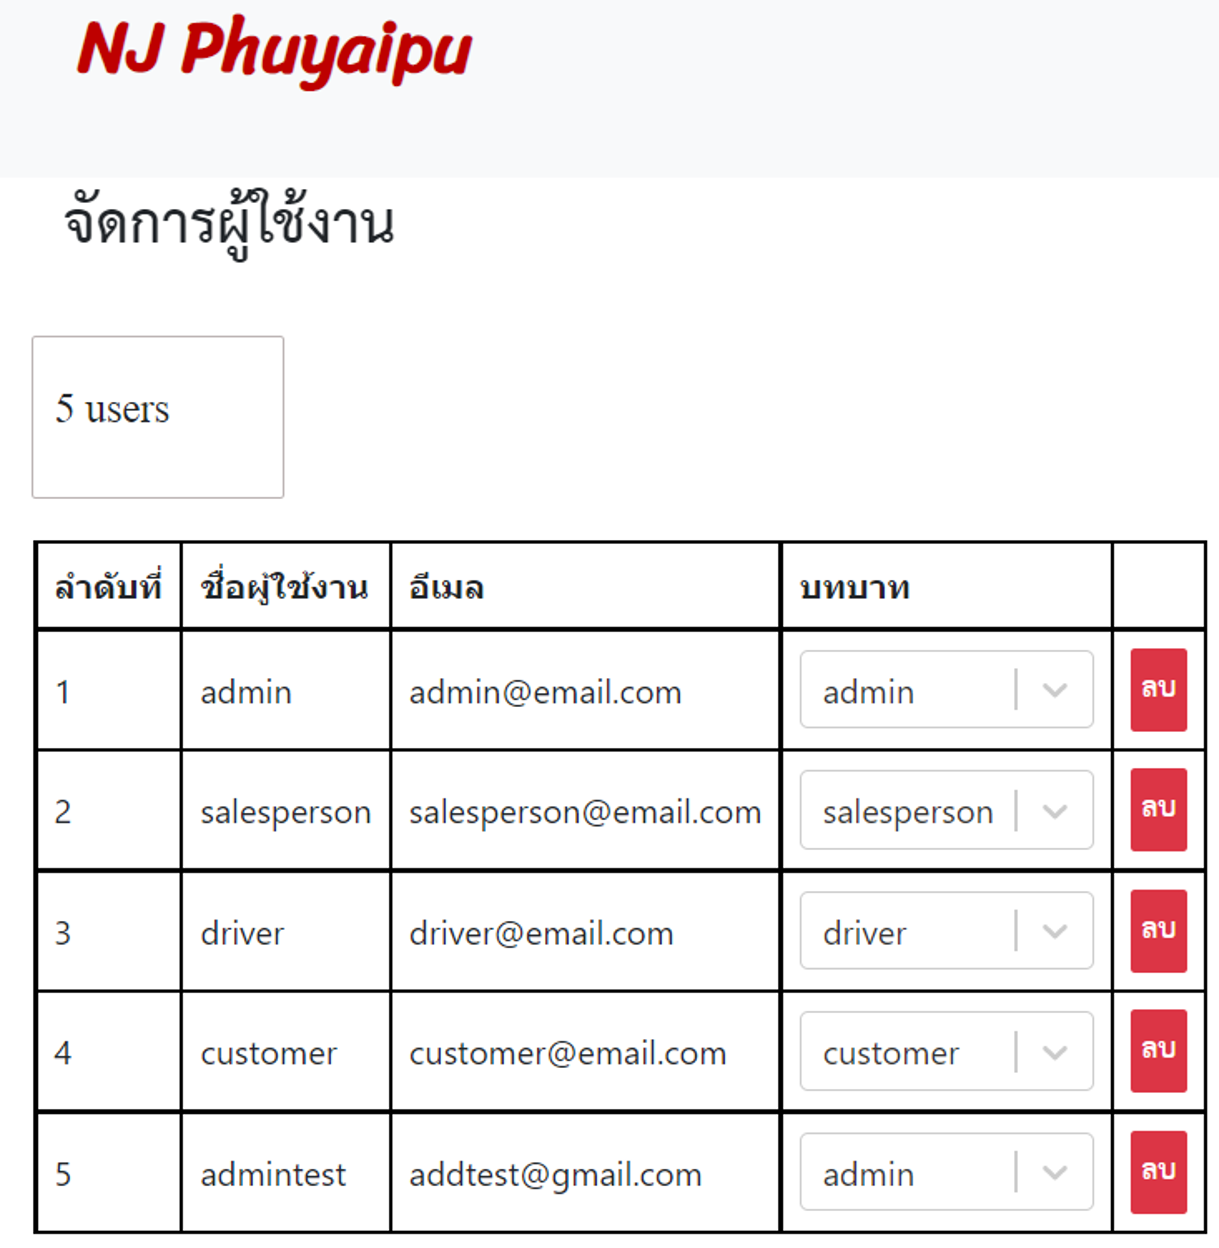 NJ Phuyaipu
จัดการผู้ใช้งาน
5 users
ลำดับที่ ชื่อผู้ใช้งาน อีเมล บทบาท
1 admin admin@email.com admin ลบ
2 salesperson salesperson@email.com salesperson ลบ
3 driver driver@email.com driver ลบ
4 customer customer@email.com customer ลบ
5 admintest addtest@gmail.com admin ลบ